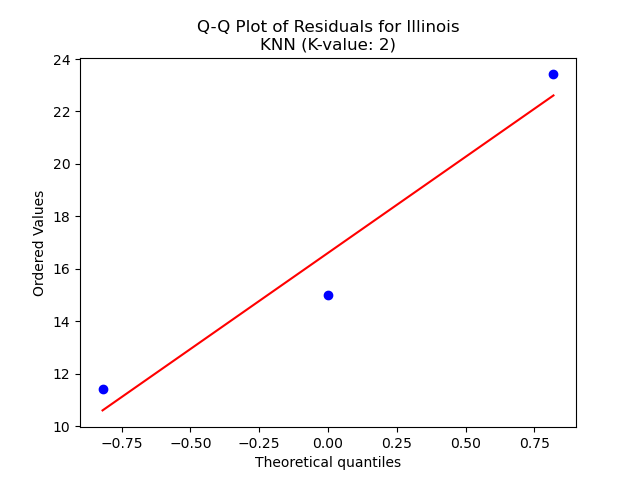 Q-Q Plot of Residuals for Illinois
KNN (K-value: 2)
24
22
20
18
16
14
12
10
Ordered Values
−0.75 −0.50 −0.25 0.00 0.25 0.50 0.75
Theoretical quantiles